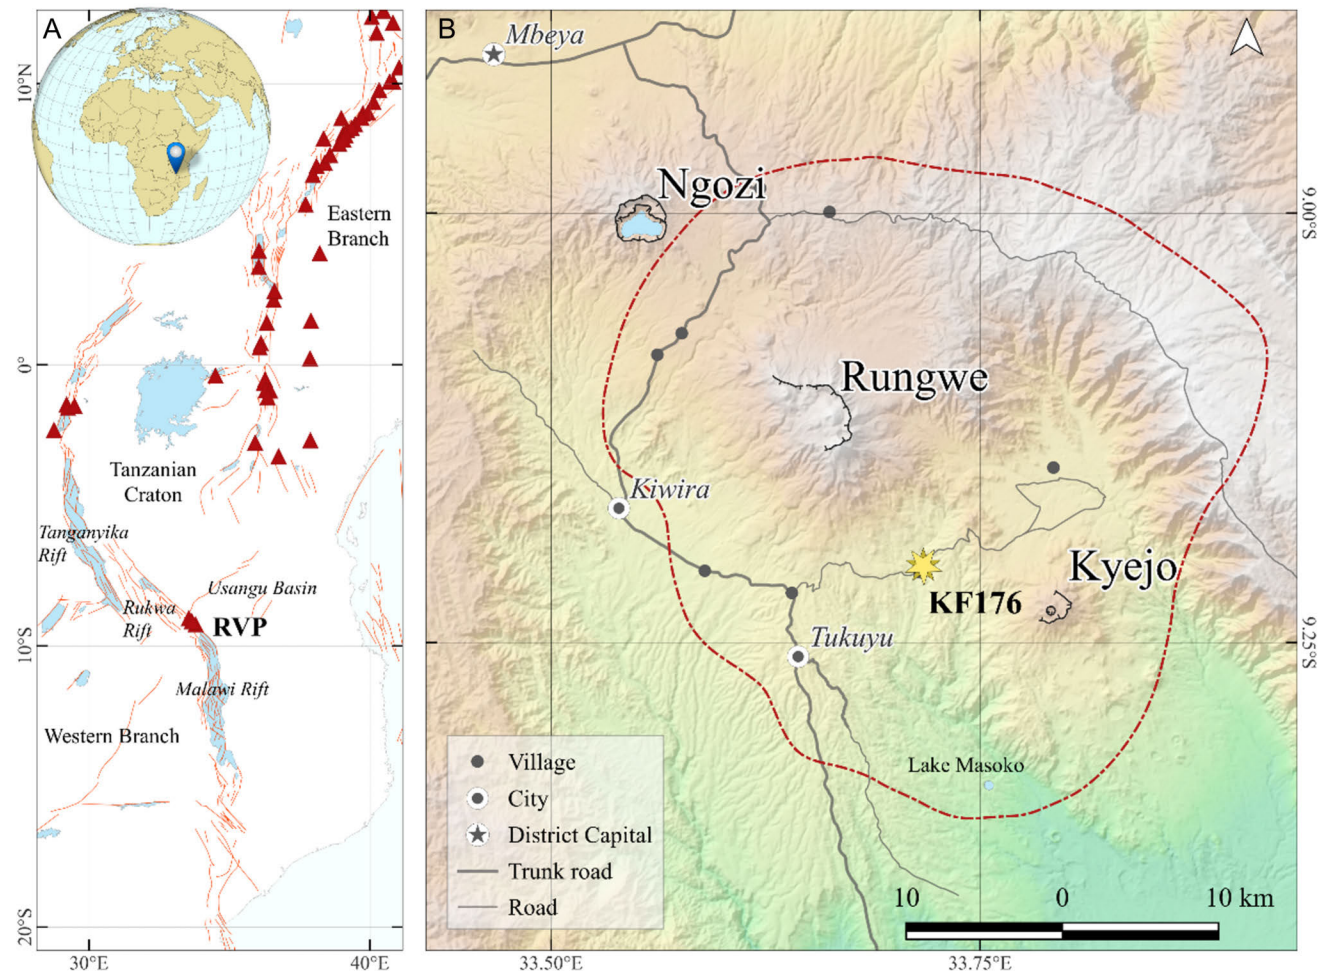 A
10°N
0°
10°S
20°S
30°E
40°E
Eastern
Branch
Tanzanian
Craton
Tanganyika
Rift
Rukwa
Rift
Usangu Basin
RVP
Malawi Rift
Western Branch
B
Mbeya
Ngozi
Rungwe
Kiwira
Kyejo
KF176
Tukuyu
Lake Masoko
9.00°S
9.25°S
Village
City
District Capital
Trunk road
Road
10 0 10 km
33.50°E
33.75°E